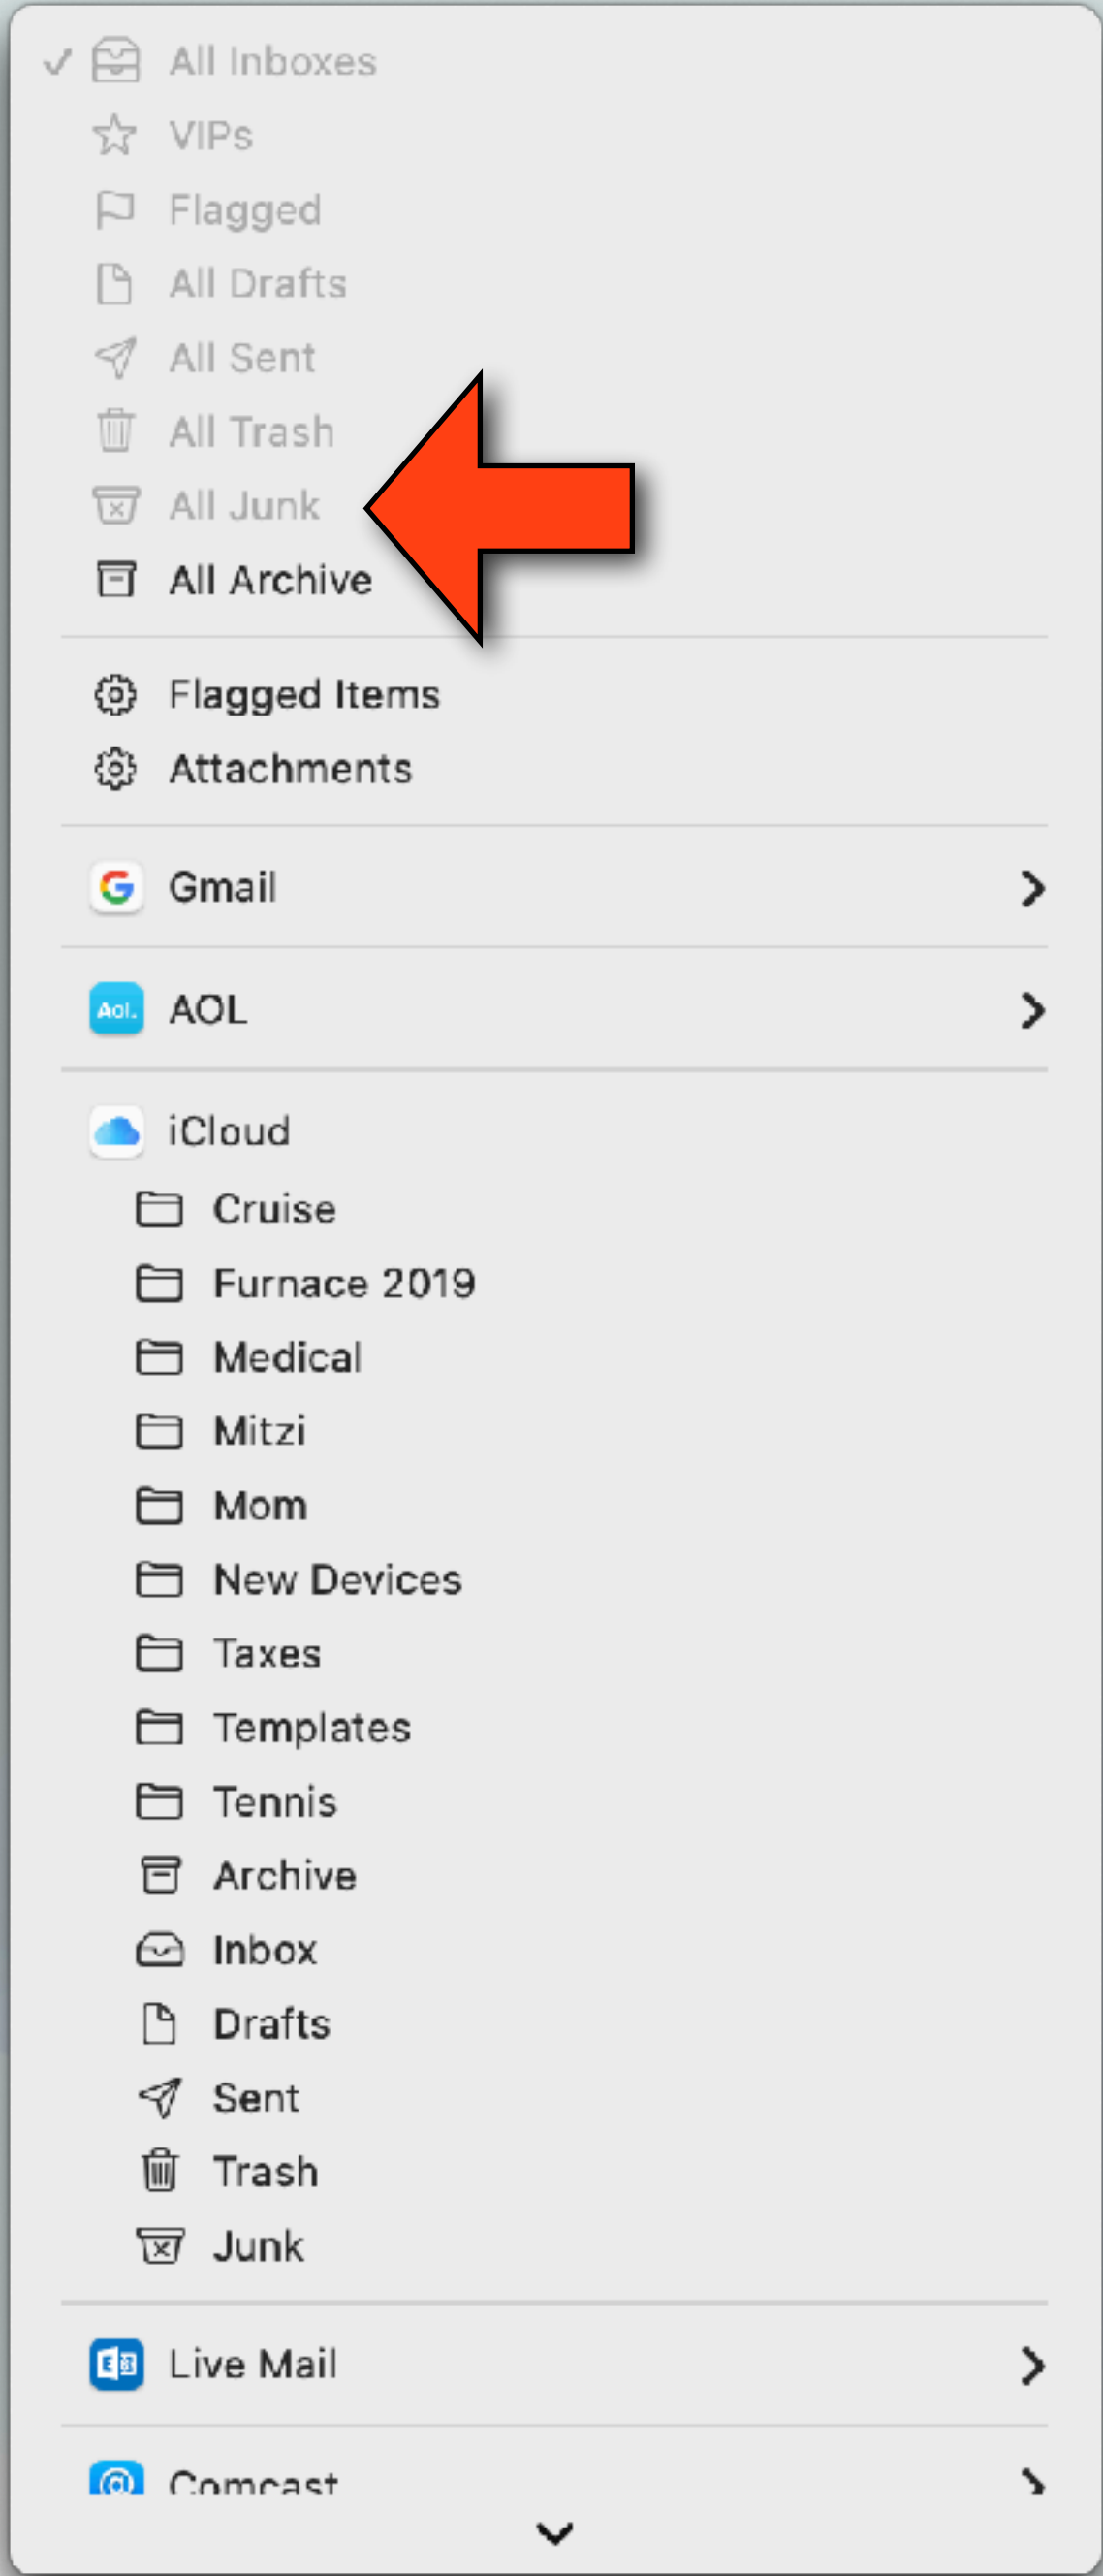 All Inboxes
VIPs
Flagged
All Drafts
All Sent
All Trash
All Junk
All Archive
Flagged Items
Attachments
G Gmail
Aol. AOL
iCloud
Cruise
Furnace 2019
Medical
Mitzi
Mom
New Devices
Taxes
Templates
Tennis
Archive
Inbox
Drafts
Sent
Trash
Junk
Live Mail
@ Comcast